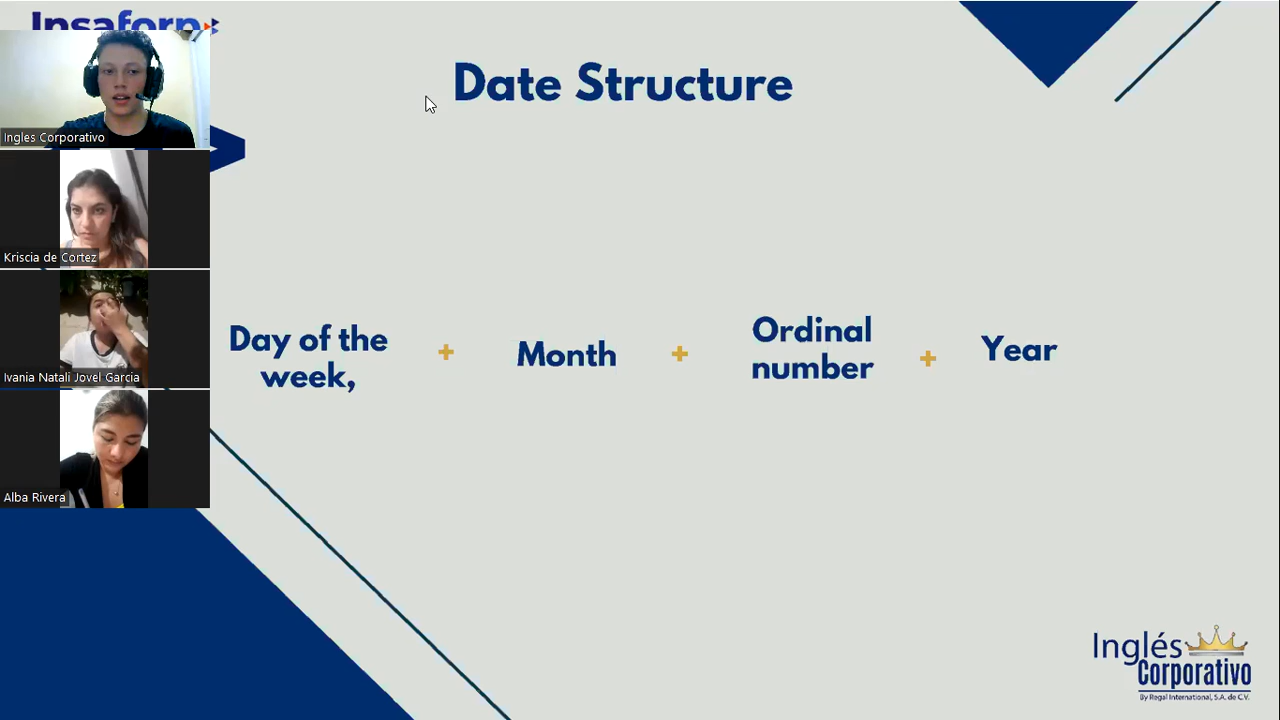 Insaforp
Date Structure
Ingles Corporativo
Kriscia de Cortez
Ivania Natali Jovel Garcia
Alba Rivera
Day of the
week,
+
Month
+
Ordinal
number
+
Year
Inglés
Corporativo
By Regal International, S.A. de C.V.